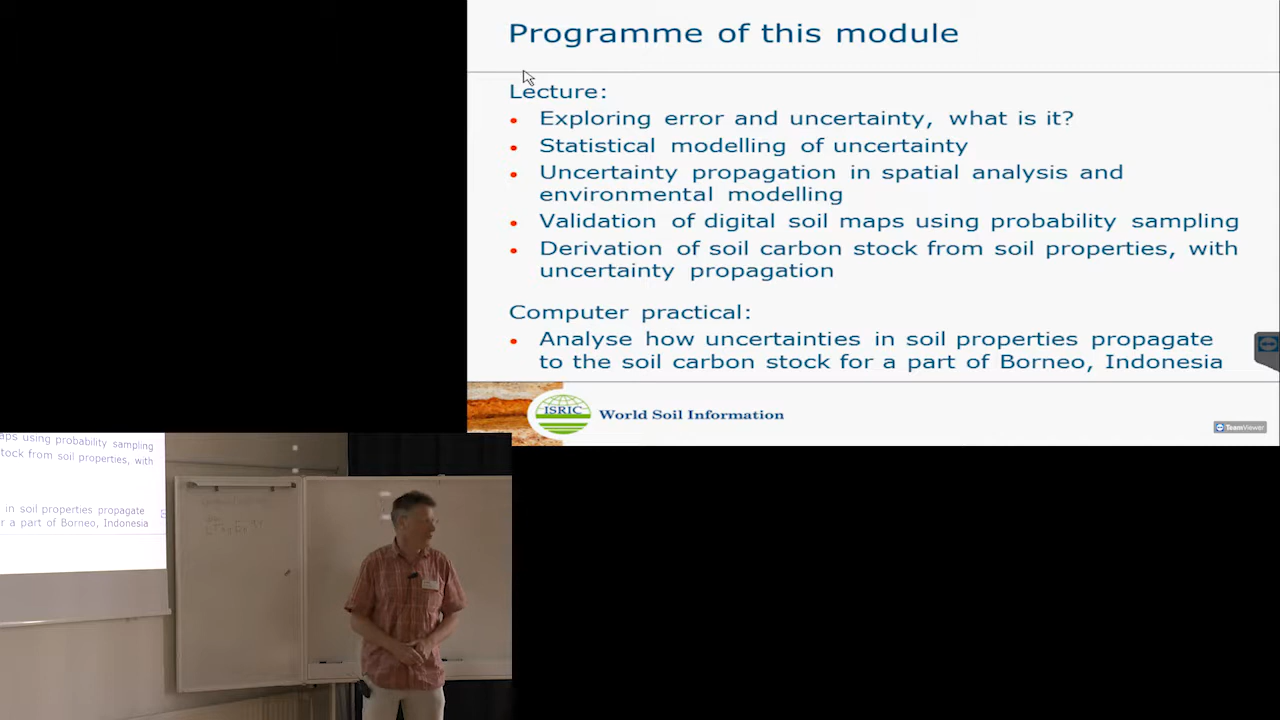 Programme of this module
Lecture:
• Exploring error and uncertainty, what is it?
• Statistical modelling of uncertainty
• Uncertainty propagation in spatial analysis and
environmental modelling
• Validation of digital soil maps using probability sampling
• Derivation of soil carbon stock from soil properties, with
uncertainty propagation
Computer practical:
• Analyse how uncertainties in soil properties propagate
to the soil carbon stock for a part of Borneo, Indonesia
ISRIC World Soil Information
TeamViewer
aps using probability sampling
stock from soil properties, with
in soil properties propagate
r a part of Borneo, Indonesia